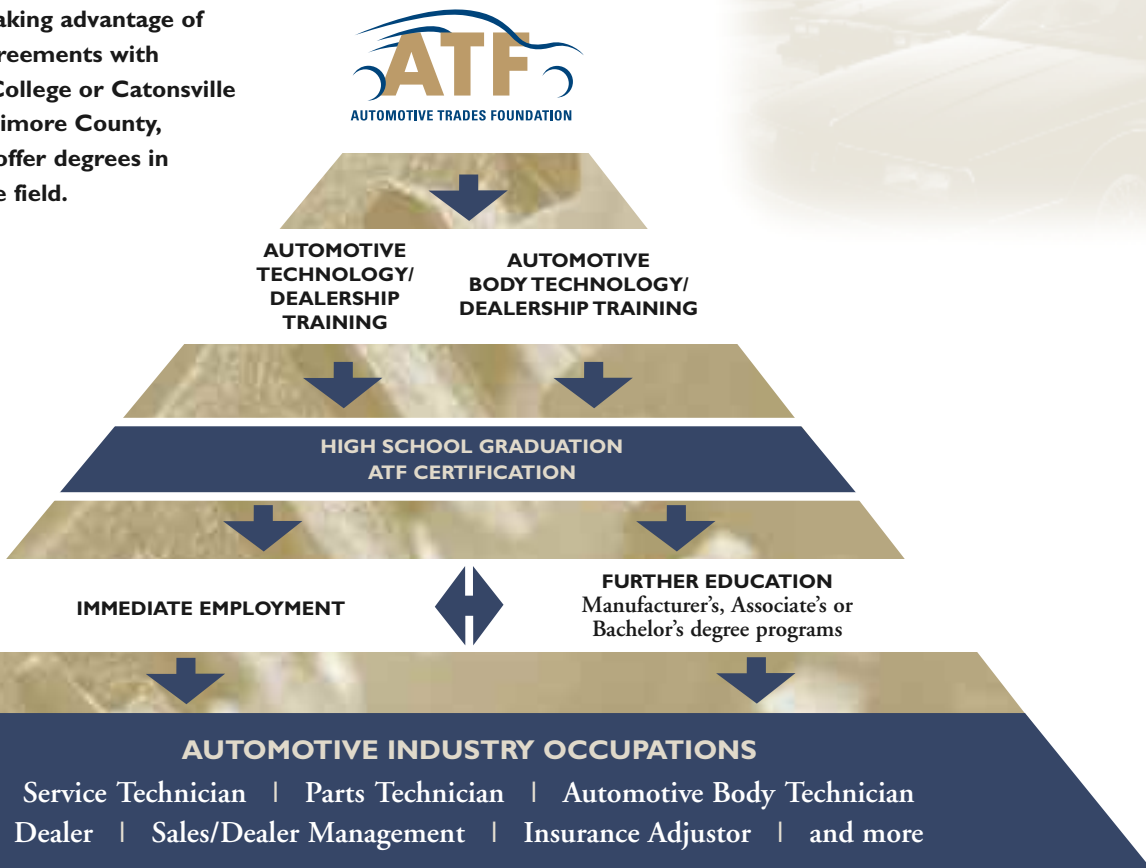 aking advantage of
reements with
College or Catonsville
imore County,
offer degrees in
e field.
ATF
AUTOMOTIVE TRADES FOUNDATION
AUTOMOTIVE
TECHNOLOGY/
DEALERSHIP
TRAINING
AUTOMOTIVE
BODY TECHNOLOGY/
DEALERSHIP TRAINING
HIGH SCHOOL GRADUATION
ATF CERTIFICATION
IMMEDIATE EMPLOYMENT
FURTHER EDUCATION
Manufacturer's, Associate's or
Bachelor's degree programs
AUTOMOTIVE INDUSTRY OCCUPATIONS
Service Technician | Parts Technician | Automotive Body Technician
Dealer | Sales/Dealer Management | Insurance Adjustor | and more